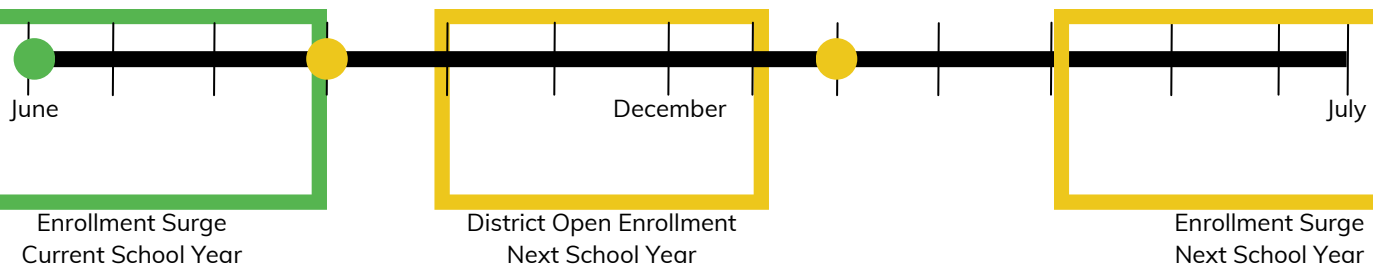 June
December
July
Enrollment Surge
Current School Year
District Open Enrollment
Next School Year
Enrollment Surge
Next School Year